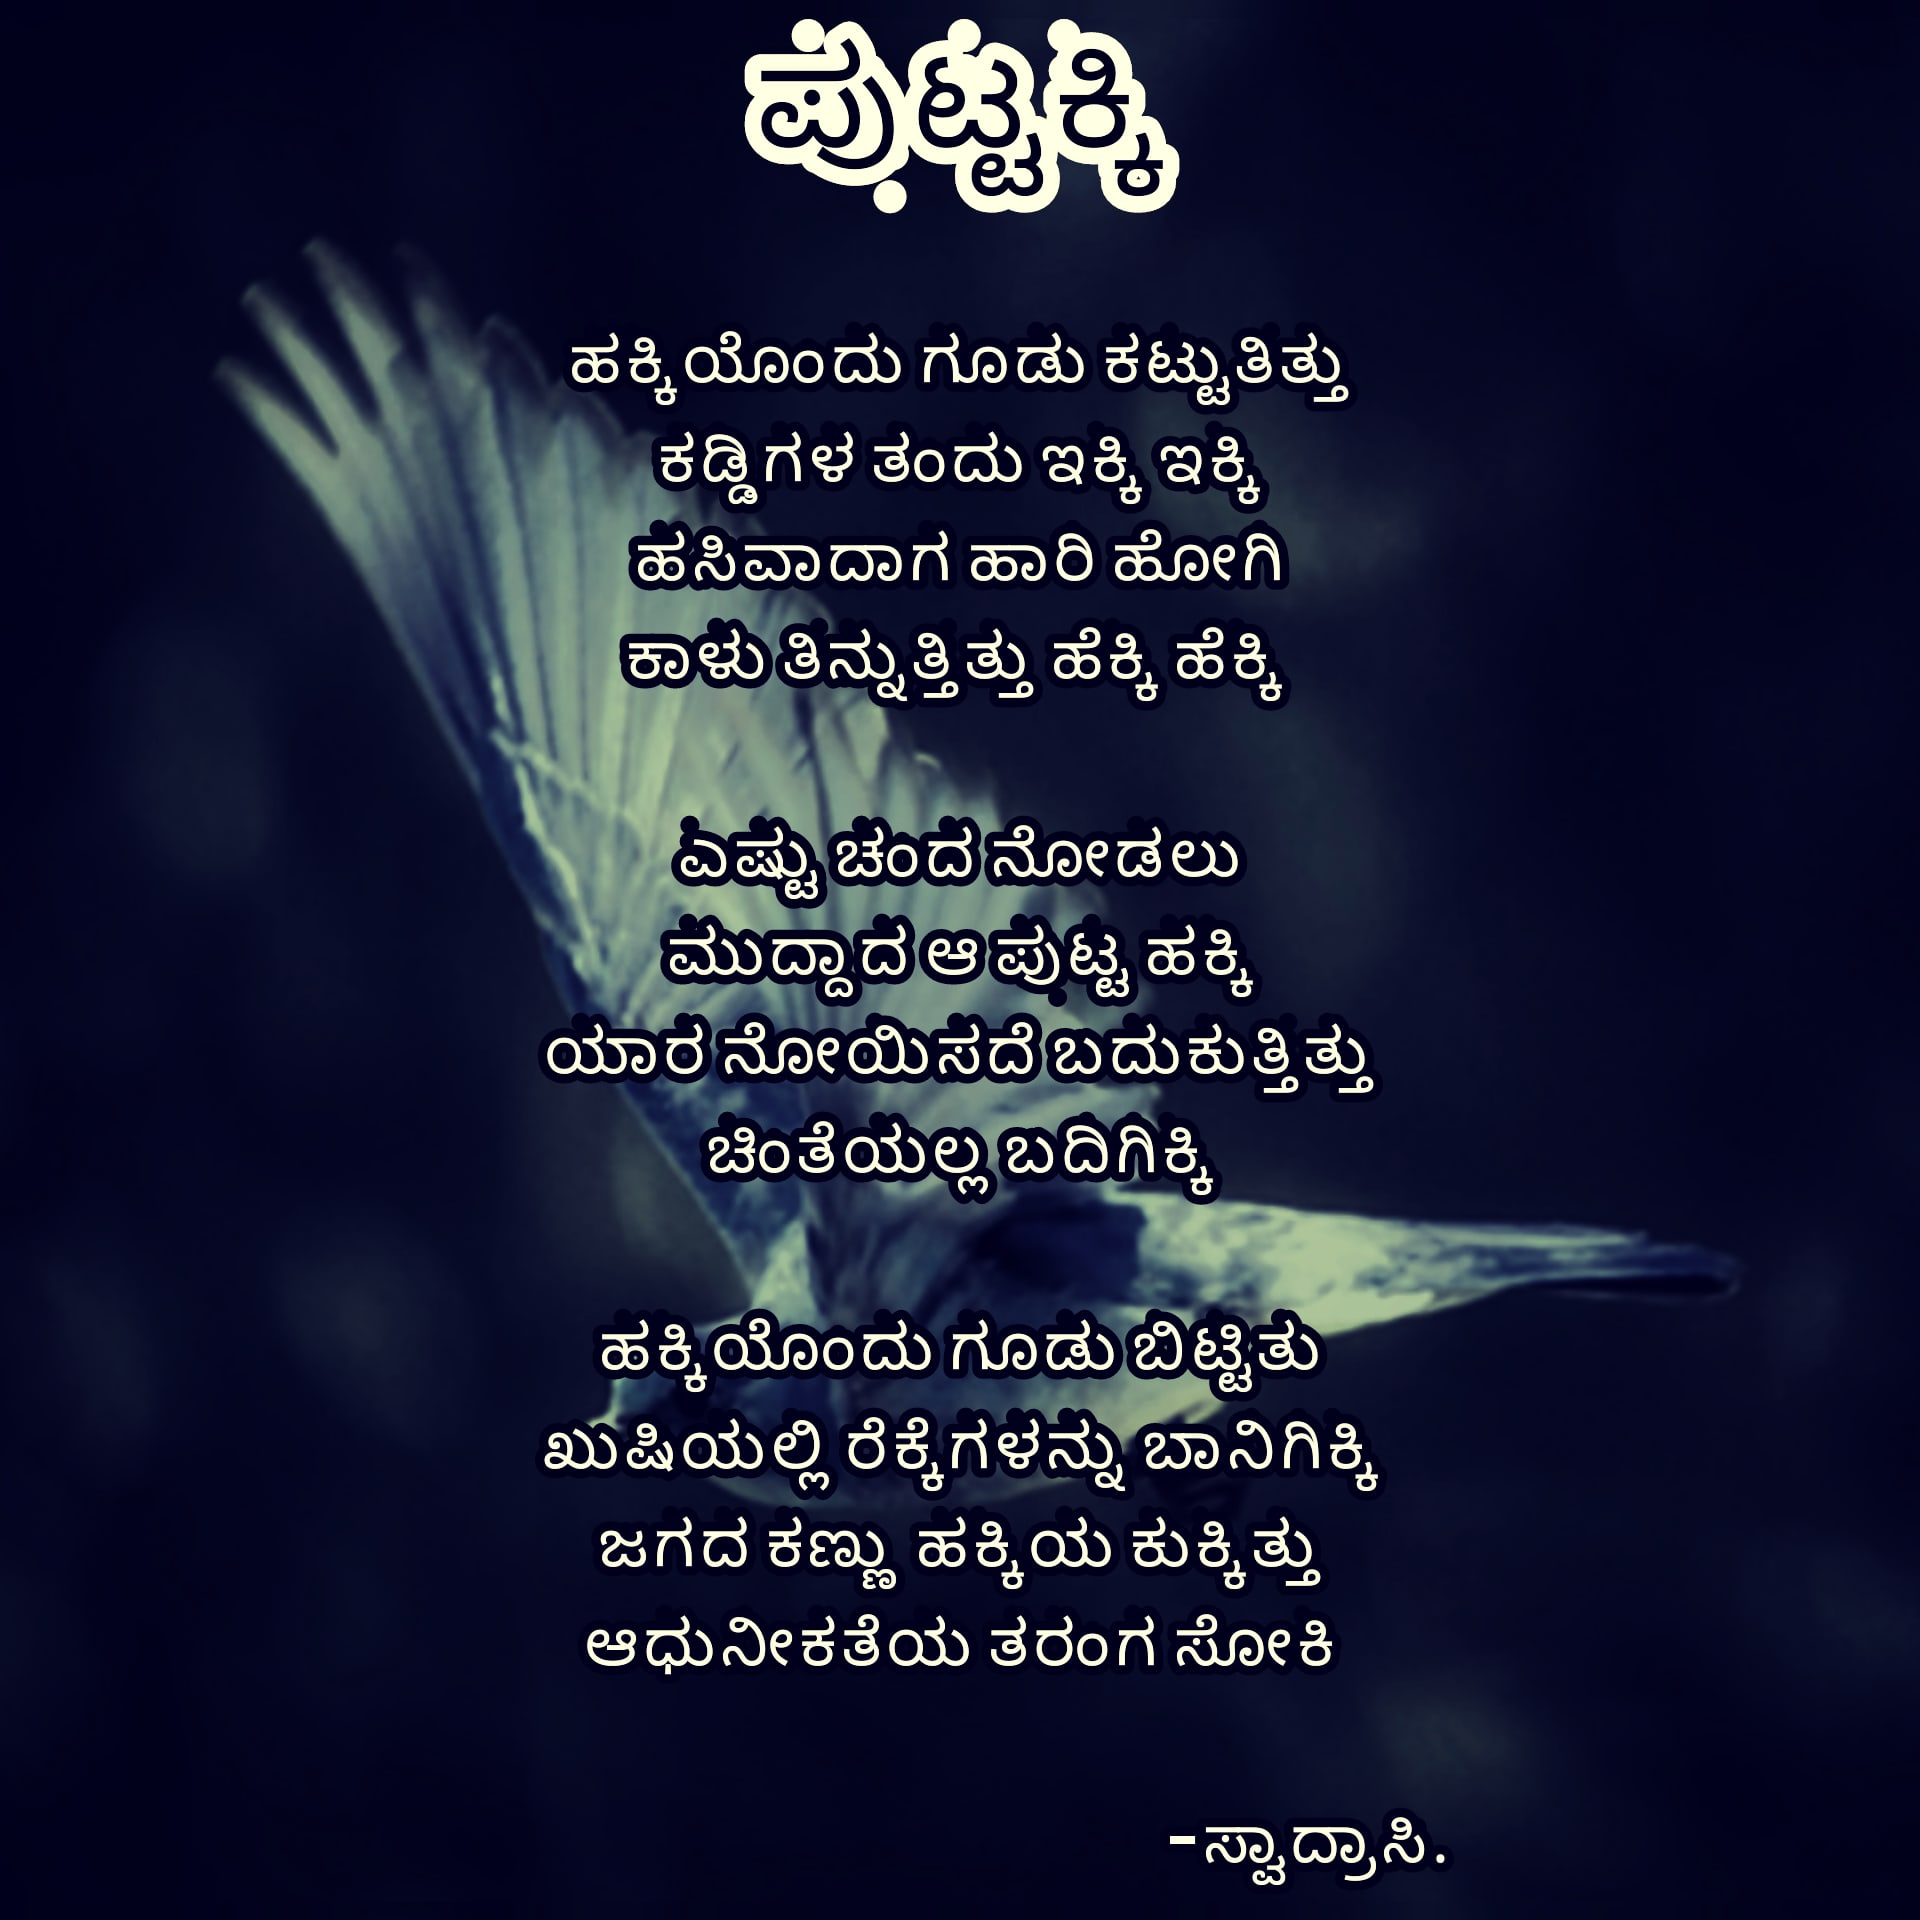 ಪುಟ್ಟಕ್ಕಿ
ಹಕ್ಕಿಯೊಂದು ಗೂಡು ಕಟ್ಟುತಿತ್ತು
ಕಡ್ಡಿಗಳ ತಂದು ಇಕ್ಕಿ ಇಕ್ಕಿ
ಹಸಿವಾದಾಗ ಹಾರಿ ಹೋಗಿ
ಕಾಳು ತಿನ್ನುತ್ತಿತ್ತು ಹೆಕ್ಕಿ ಹೆಕ್ಕಿ
ಎಷ್ಟು ಚಂದ ನೋಡಲು
ಮುದ್ದಾದ ಆ ಪುಟ್ಟ ಹಕ್ಕಿ
ಯಾರ ನೋಯಿಸದೆ ಬದುಕುತ್ತಿತ್ತು
ಚಿಂತೆಯಲ್ಲ ಬದಿಗಿಕ್ಕಿ
ಹಕ್ಕಿಯೊಂದು ಗೂಡು ಬಿಟ್ಟಿತು
ಖುಷಿಯಲ್ಲಿ ರೆಕ್ಕೆಗಳನ್ನು ಬಾನಿಗಿಕ್ಕಿ
ಜಗದ ಕಣ್ಣು ಹಕ್ಕಿಯ ಕುಕ್ಕಿತ್ತು
ಆಧುನೀಕತೆಯ ತರಂಗ ಸೋಕಿ
-ಸ್ವಾದ್ರಾಸಿ.